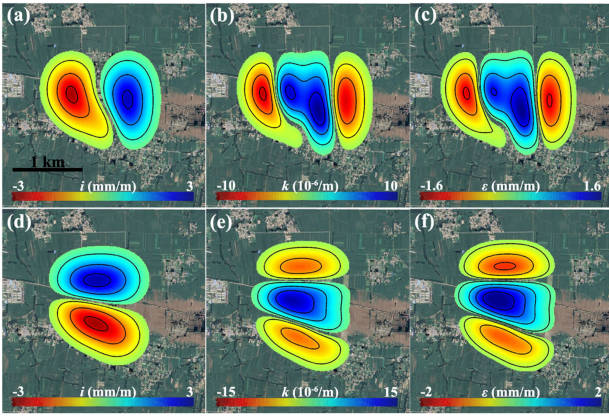 (a) (b) (c)
1 km
-3 i (mm/m) 3 -10 k (10⁻⁶/m) 10 -1.6 ε (mm/m) 1.6
(d) (e) (f)
-3 i (mm/m) 3 -15 k (10⁻⁶/m) 15 -2 ε (mm/m) 2